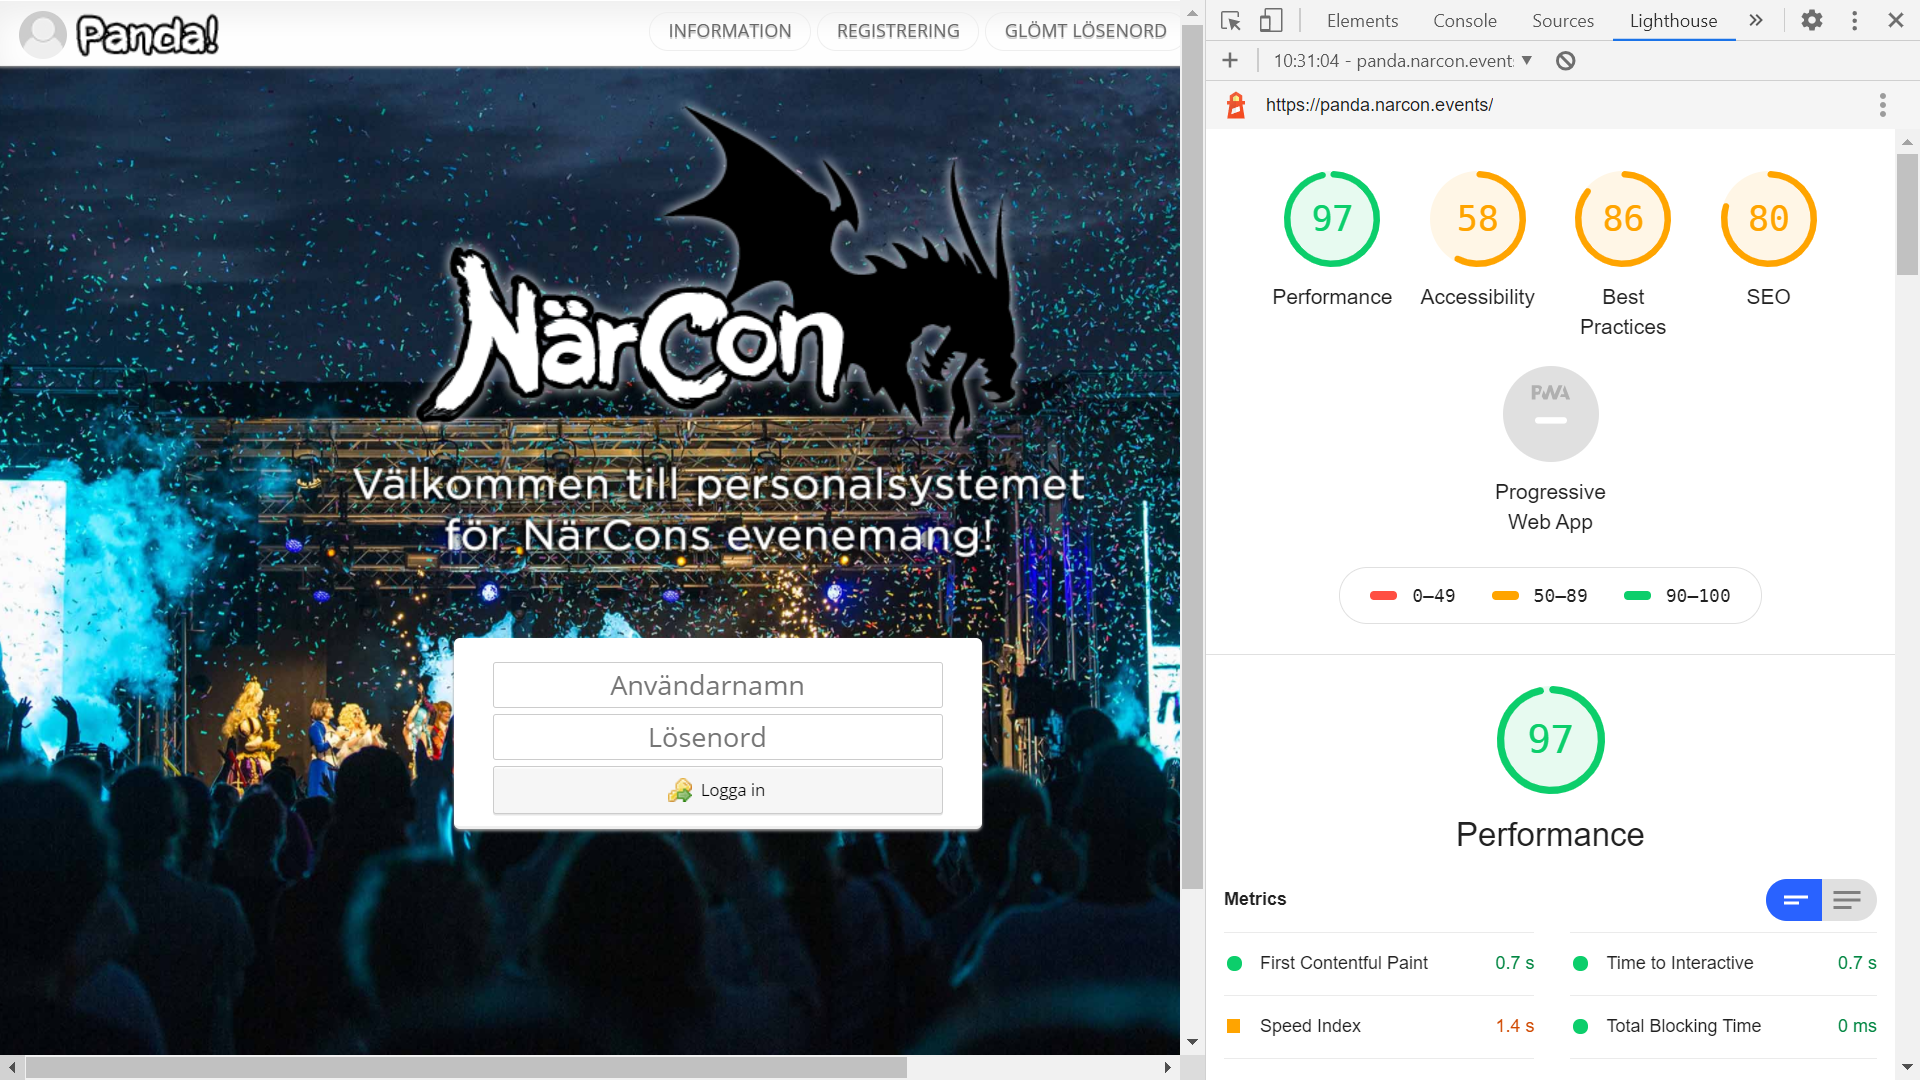 Panda!
INFORMATION
REGISTRERING
GLÖMT LÖSENORD
NärCon
Välkommen till personalsystemet
för NärCons evenemang!
Användarnamn
Lösenord
Logga in
Elements
Console
Sources
Lighthouse
10:31:04 - panda.narcon.event
https://panda.narcon.events/
97
Performance
58
Accessibility
86
Best
Practices
80
SEO
PWA
Progressive
Web App
0–49
50–89
90–100
97
Performance
Metrics
First Contentful Paint 0.7 s
Time to Interactive 0.7 s
Speed Index 1.4 s
Total Blocking Time 0 ms